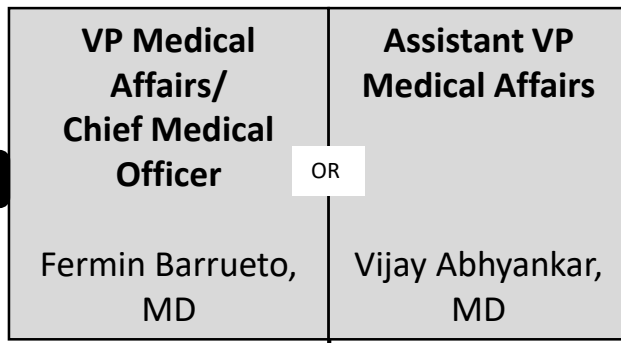 VP Medical
Affairs/
Chief Medical
Officer
Fermin Barrueto,
MD
OR
Assistant VP
Medical Affairs
Vijay Abhyankar,
MD